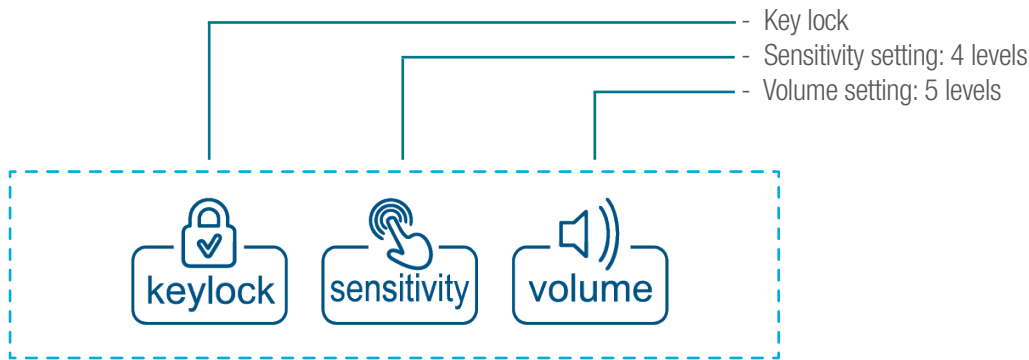 - Key lock
- Sensitivity setting: 4 levels
- Volume setting: 5 levels
keylock
sensitivity
volume